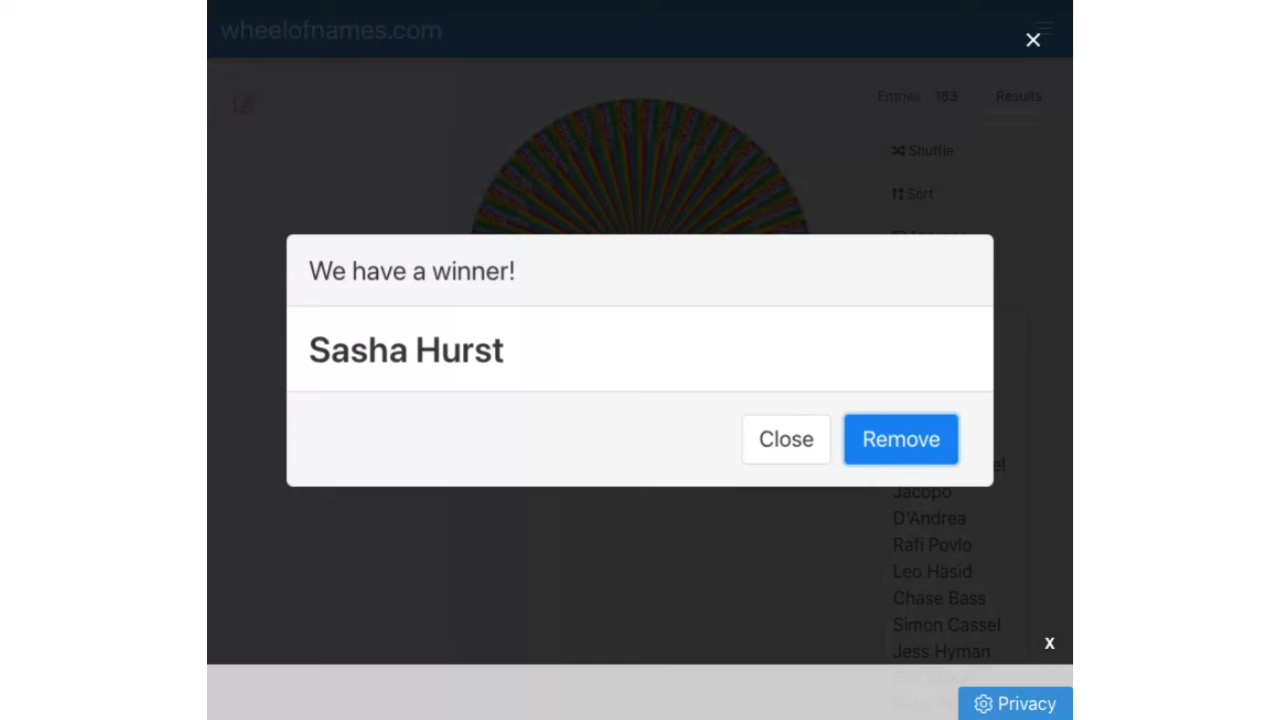 wheelofnames.com
Entries 183 Results
Shuffle
Sort
We have a winner!
Sasha Hurst
Close Remove
Jacopo
D'Andrea
Rafi Povlo
Leo Hasid
Chase Bass
Simon Cassel
Jess Hyman
X
Privacy